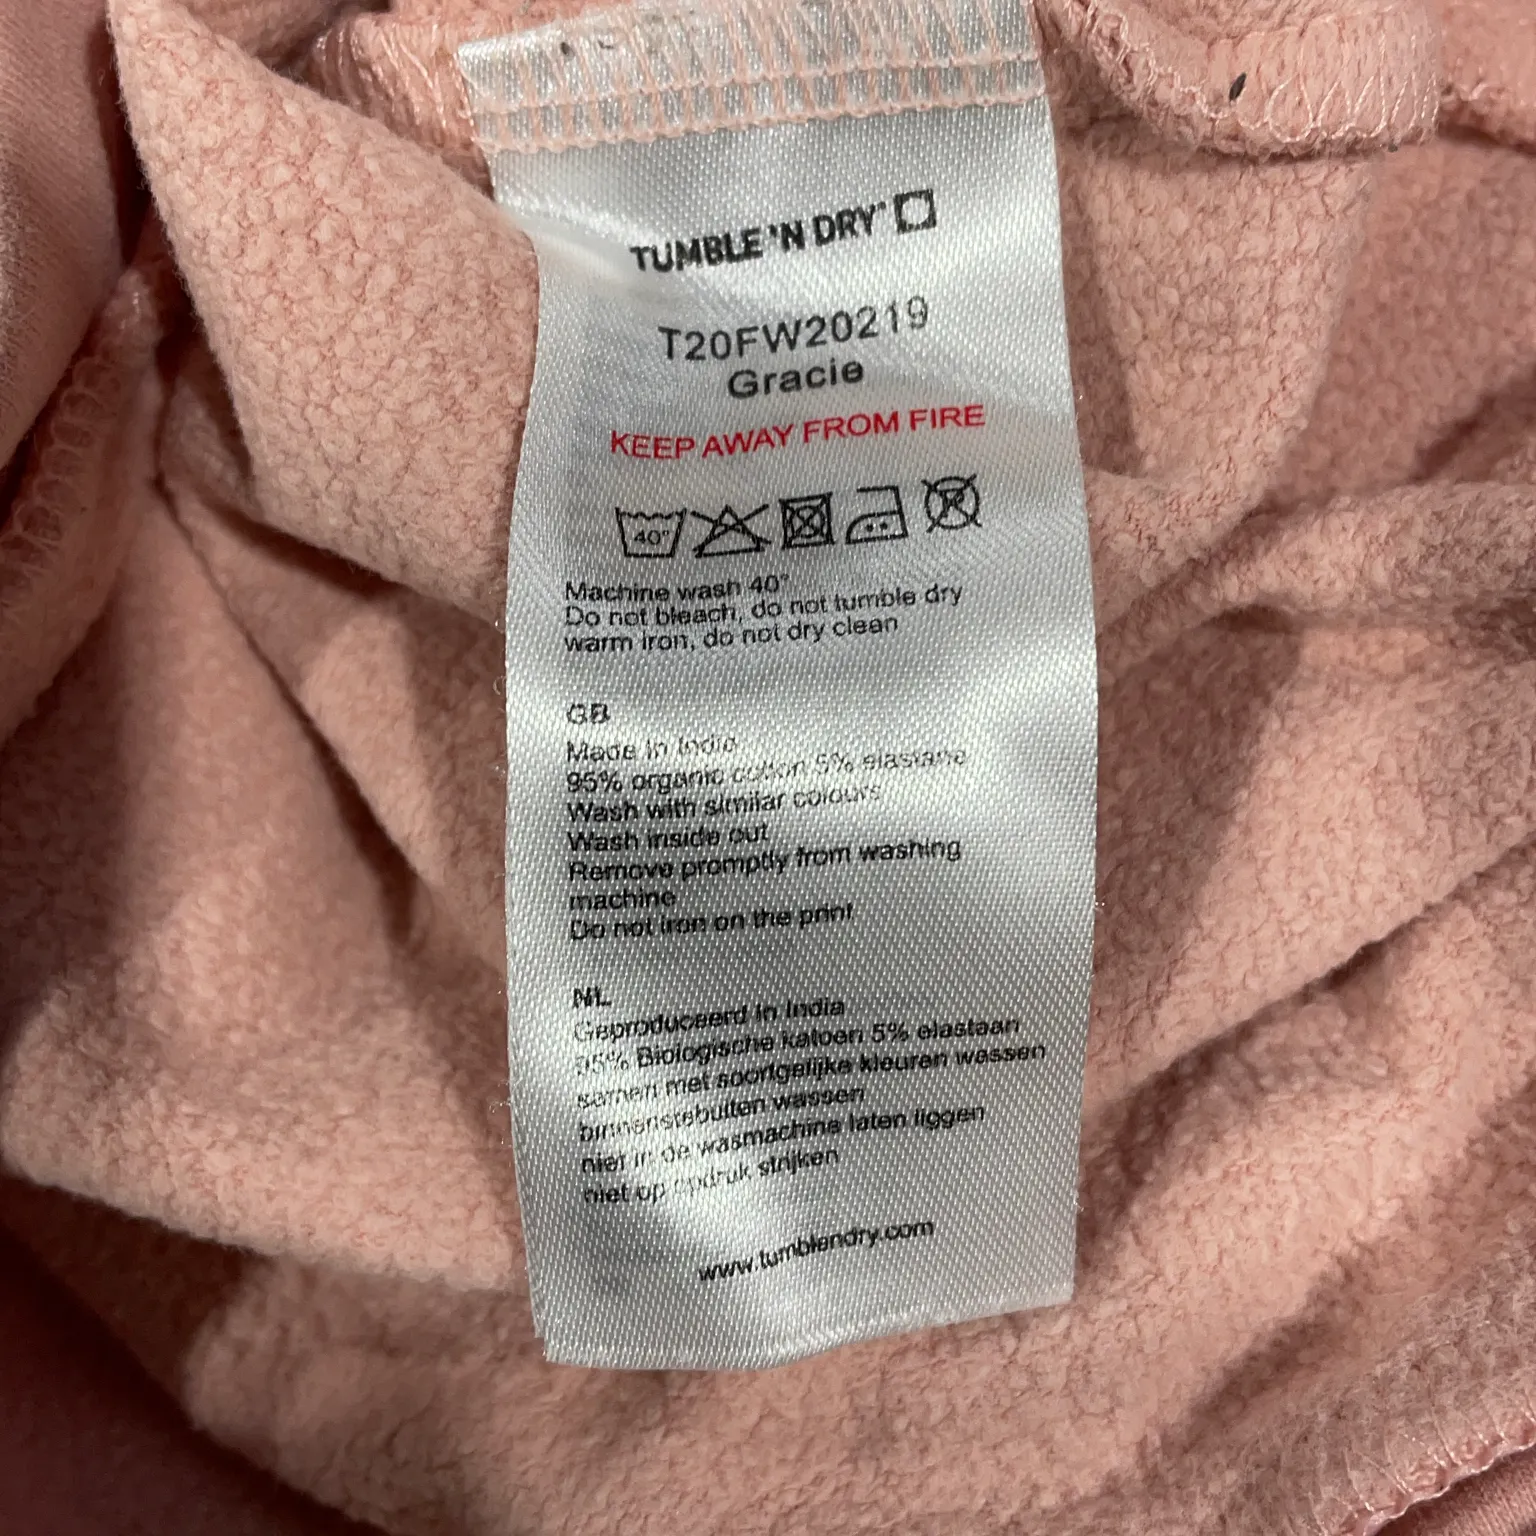 TUMBLE 'N DRY
T20FW20219
Gracie
KEEP AWAY FROM FIRE
40°
Machine wash 40°
Do not bleach, do not tumble dry
warm iron, do not dry clean
GB
Made in India
95% organic cotton 5% elastane
Wash with similar colours
Wash inside out
Remove promptly from washing
machine
Do not iron on the print
NL
Geproduceerd in India
95% Biologische katoen 5% elastaan
samen met soortgelijke kleuren wassen
binnenstebuiten wassen
niet in de wasmachine laten liggen
niet op opdruk strijken
www.tumblendry.com